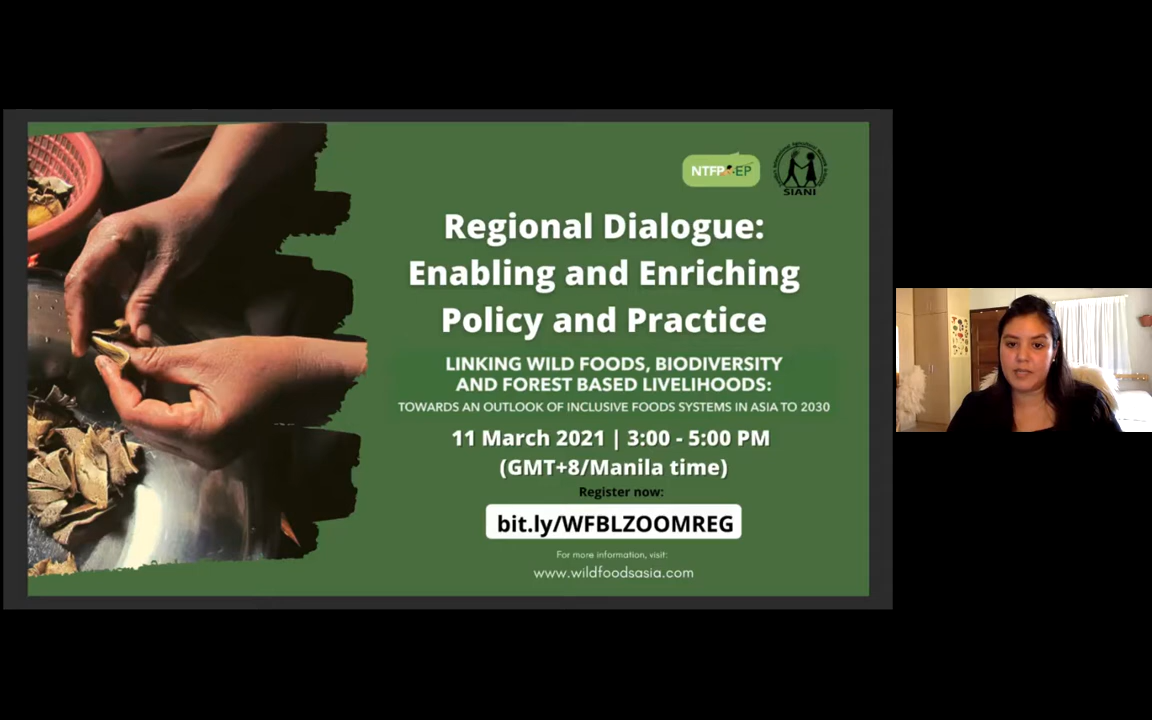 NTFP EP
SIANI
Regional Dialogue:
Enabling and Enriching
Policy and Practice
LINKING WILD FOODS, BIODIVERSITY
AND FOREST BASED LIVELIHOODS:
TOWARDS AN OUTLOOK OF INCLUSIVE FOODS SYSTEMS IN ASIA TO 2030
11 March 2021 | 3:00 - 5:00 PM
(GMT+8/Manila time)
Register now:
bit.ly/WFBLZOOMREG
For more information, visit:
www.wildfoodsasia.com